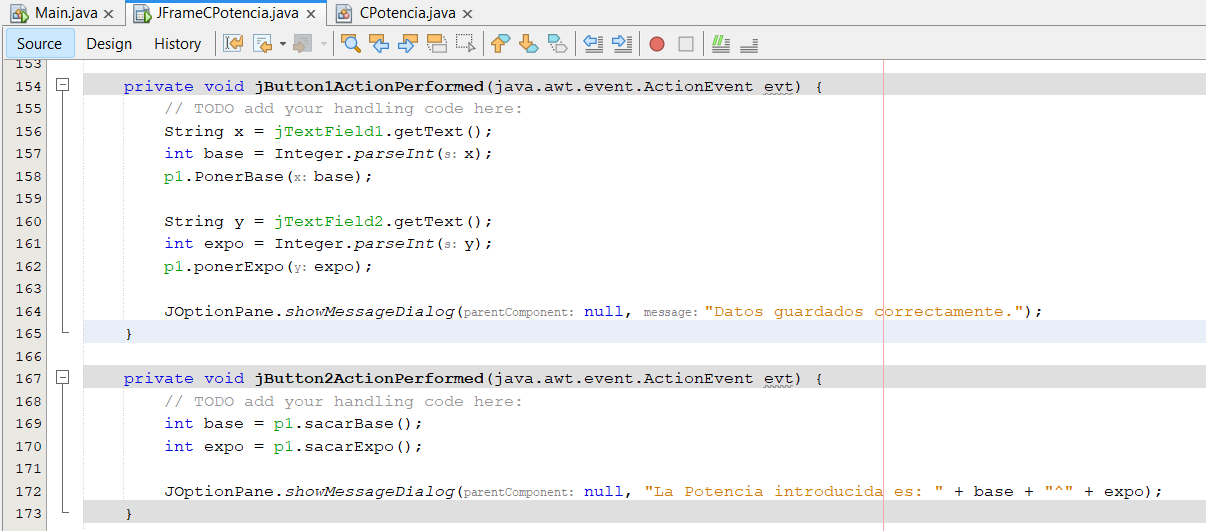 Main.java × JFrameCPotencia.java × CPotencia.java ×
Source Design History
153
154 private void jButton1ActionPerformed(java.awt.event.ActionEvent evt) {
155 // TODO add your handling code here:
156 String x = jTextField1.getText();
157 int base = Integer.parseInt(s: x);
158 p1.PonerBase(x: base);
159
160 String y = jTextField2.getText();
161 int expo = Integer.parseInt(s: y);
162 p1.ponerExpo(y: expo);
163
164 JOptionPane.showMessageDialog(parentComponent: null, message: "Datos guardados correctamente.");
165 }
166
167 private void jButton2ActionPerformed(java.awt.event.ActionEvent evt) {
168 // TODO add your handling code here:
169 int base = p1.sacarBase();
170 int expo = p1.sacarExpo();
171
172 JOptionPane.showMessageDialog(parentComponent: null, "La Potencia introducida es: " + base + "^" + expo);
173 }